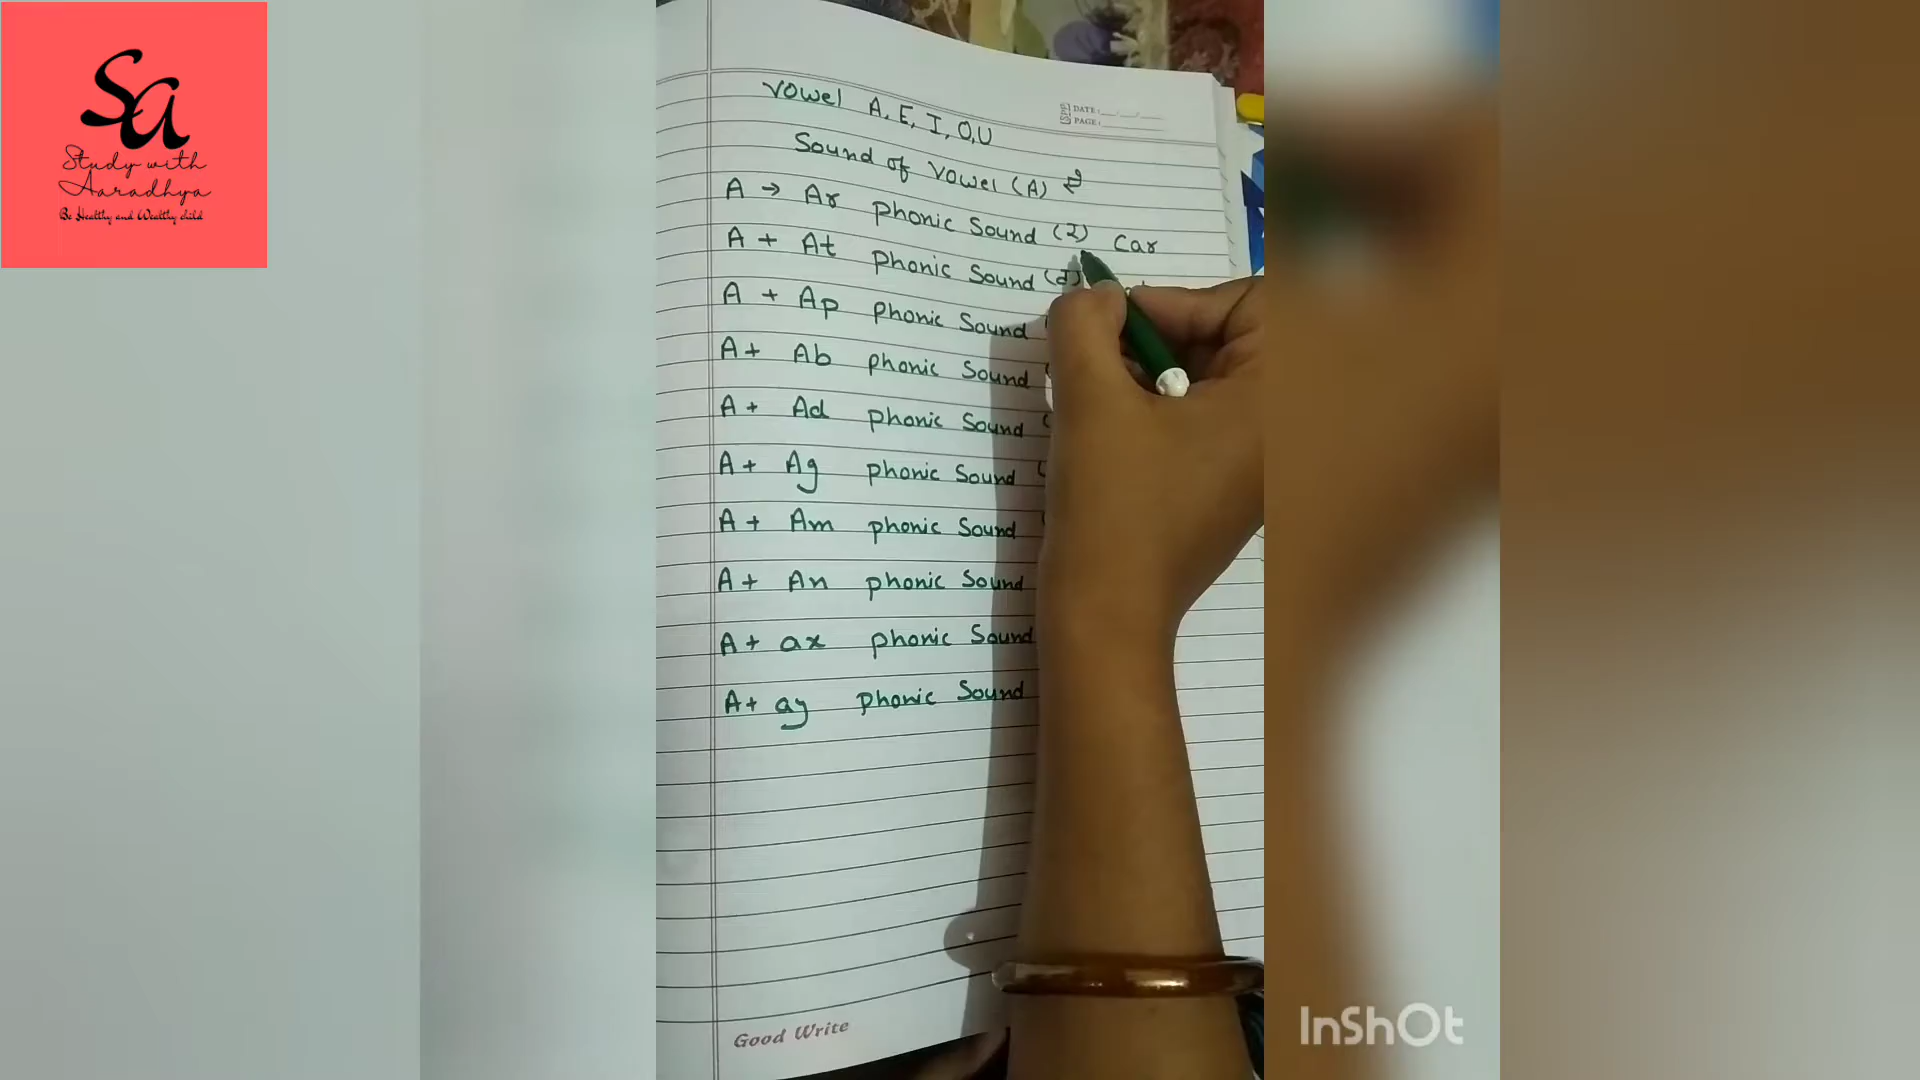 SA
Study with
Aaradhya
Be Healthy and Wealthy child
DATE:
PAGE:
Vowel A, E, I, O, U
Sound of Vowel (A) से
A → Ar phonic Sound Car
A + At phonic Sound
A + Ap phonic Sound
A + Ab phonic Sound
A + Ad phonic Sound
A + Ag phonic Sound
A + Am phonic Sound
A + An phonic Sound
A + ax phonic Sound
A + ay phonic Sound
Good Write
InShOt